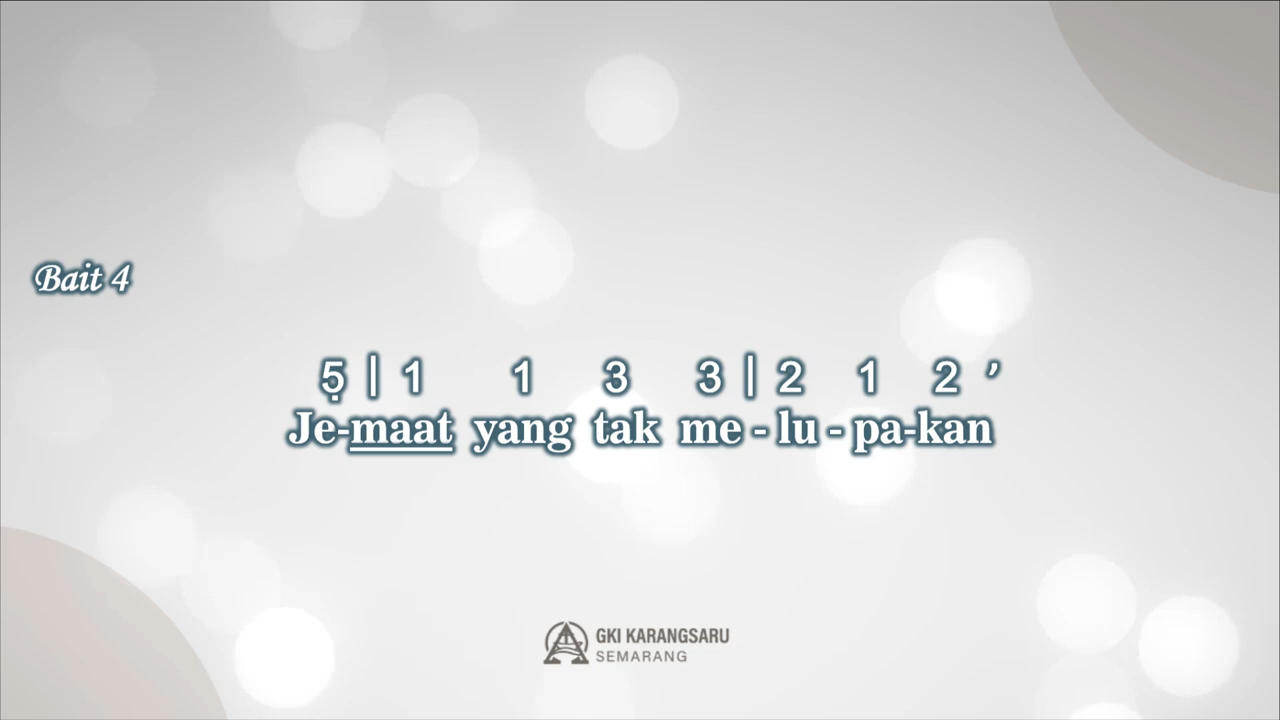 Bait 4
5̣ | 1 1 3 3 | 2 1 2 ’
Je-maat yang tak me - lu - pa-kan
GKI KARANGSARU
SEMARANG